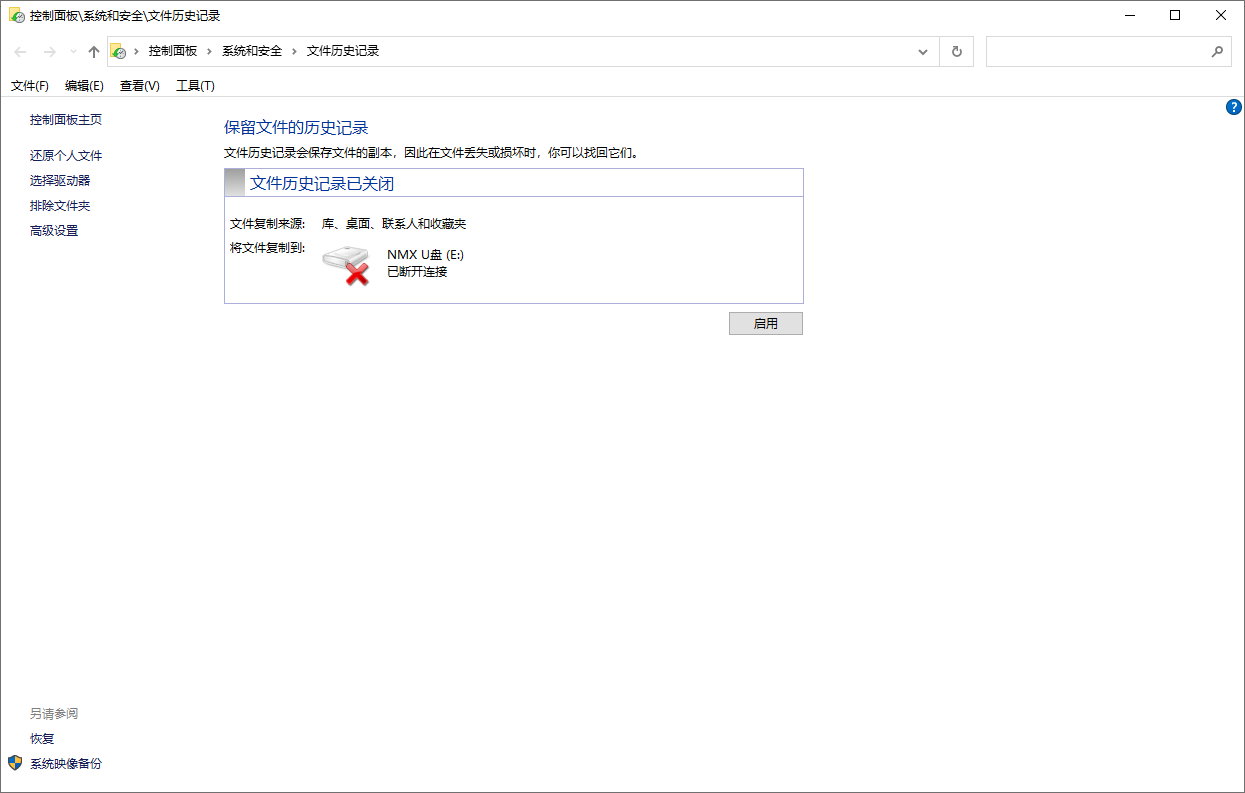 控制面板\系统和安全\文件历史记录
控制面板 › 系统和安全 › 文件历史记录
文件(F) 编辑(E) 查看(V) 工具(T)
控制面板主页
还原个人文件
选择驱动器
排除文件夹
高级设置
保留文件的历史记录
文件历史记录会保存文件的副本，因此在文件丢失或损坏时，你可以找回它们。
文件历史记录已关闭
文件复制来源: 库、桌面、联系人和收藏夹
将文件复制到: NMX U盘 (E:)
已断开连接
启用
另请参阅
恢复
系统映像备份
?